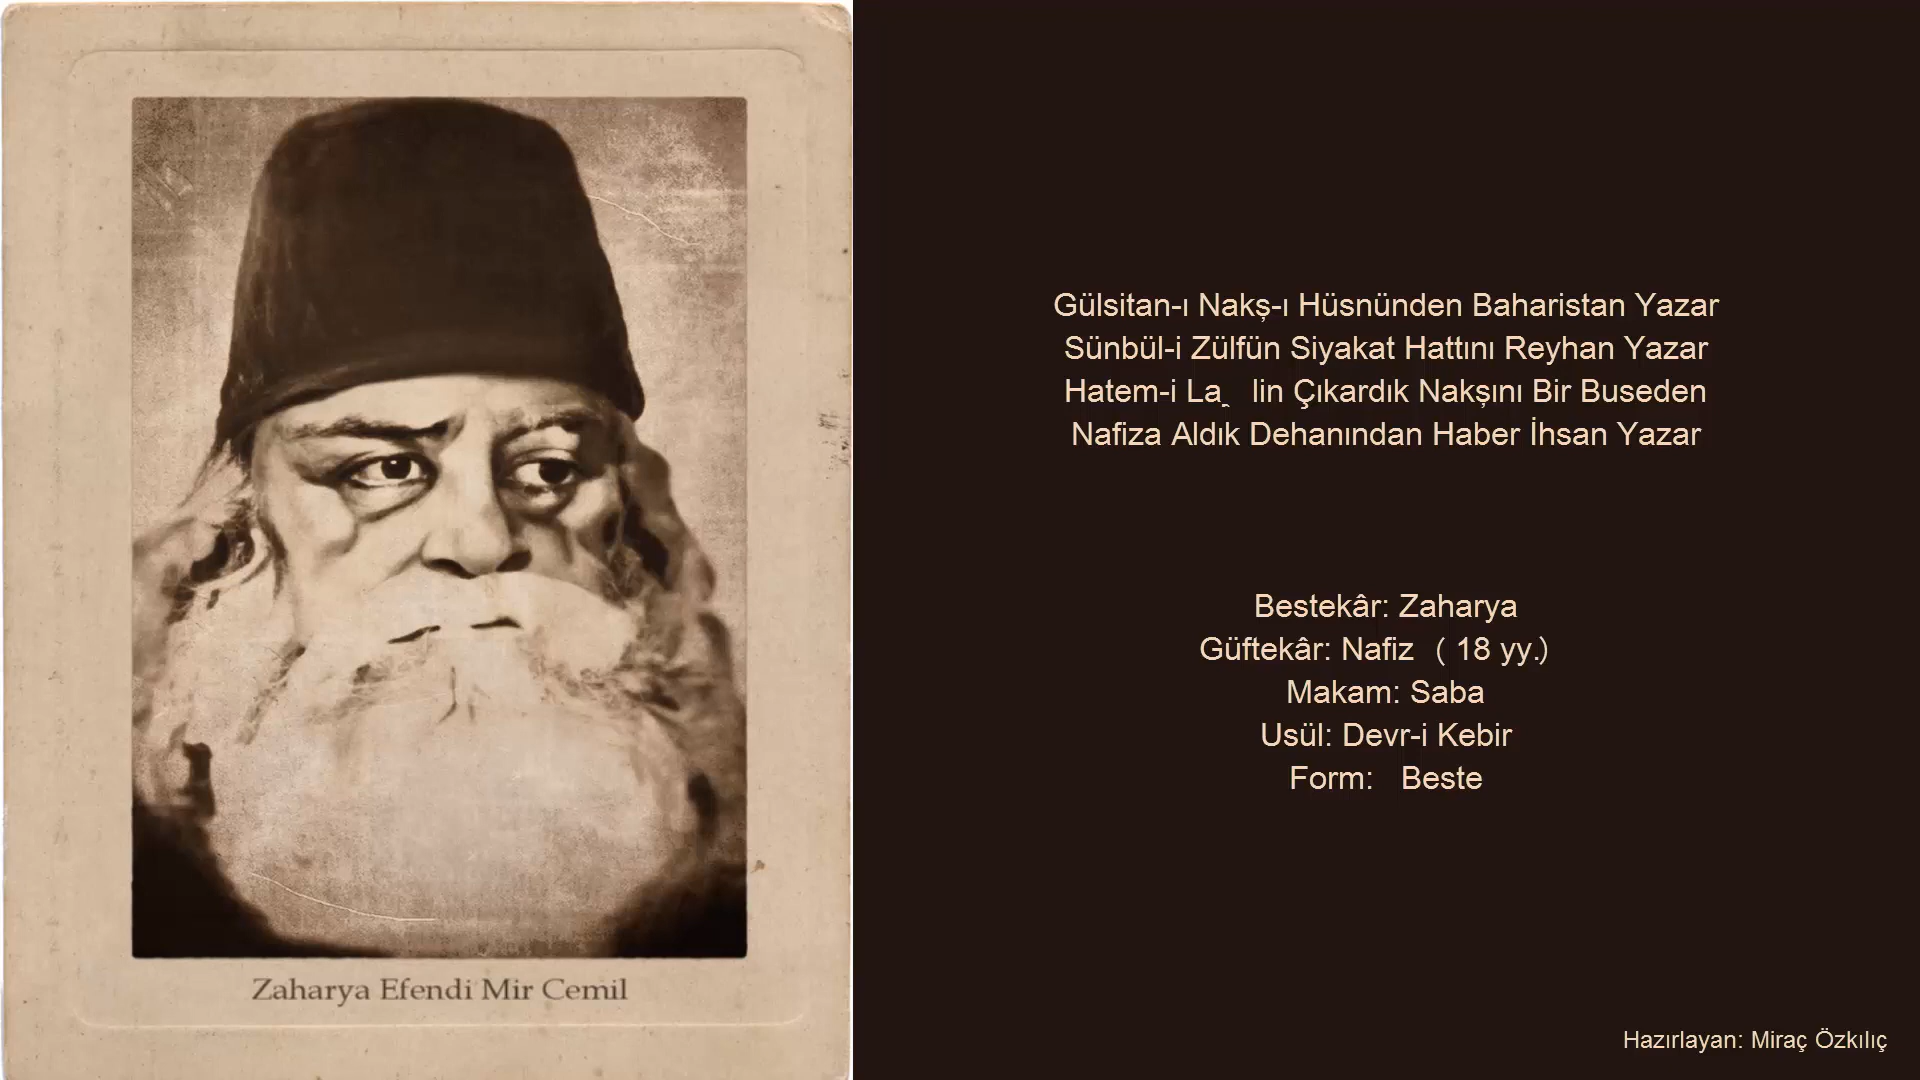 Zaharya Efendi Mir Cemil
Gülsitan-ı Nakş-ı Hüsnünden Baharistan Yazar
Sünbül-i Zülfün Siyakat Hattını Reyhan Yazar
Hatem-i La˛ lin Çıkardık Nakşını Bir Buseden
Nafiza Aldık Dehanından Haber İhsan Yazar
Bestekâr: Zaharya
Güftekâr: Nafiz ( 18 yy.)
Makam: Saba
Usül: Devr-i Kebir
Form: Beste
Hazırlayan: Miraç Özkılıç